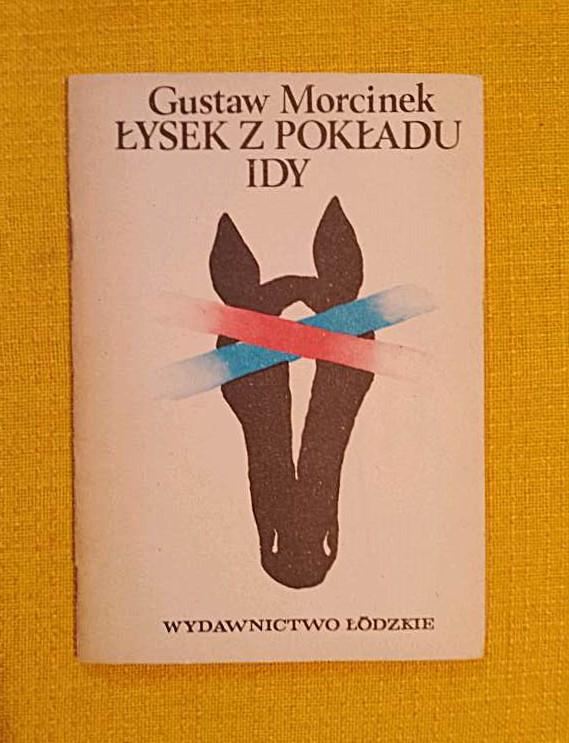 Gustaw Morcinek
ŁYSEK Z POKŁADU
IDY
WYDAWNICTWO ŁÓDZKIE